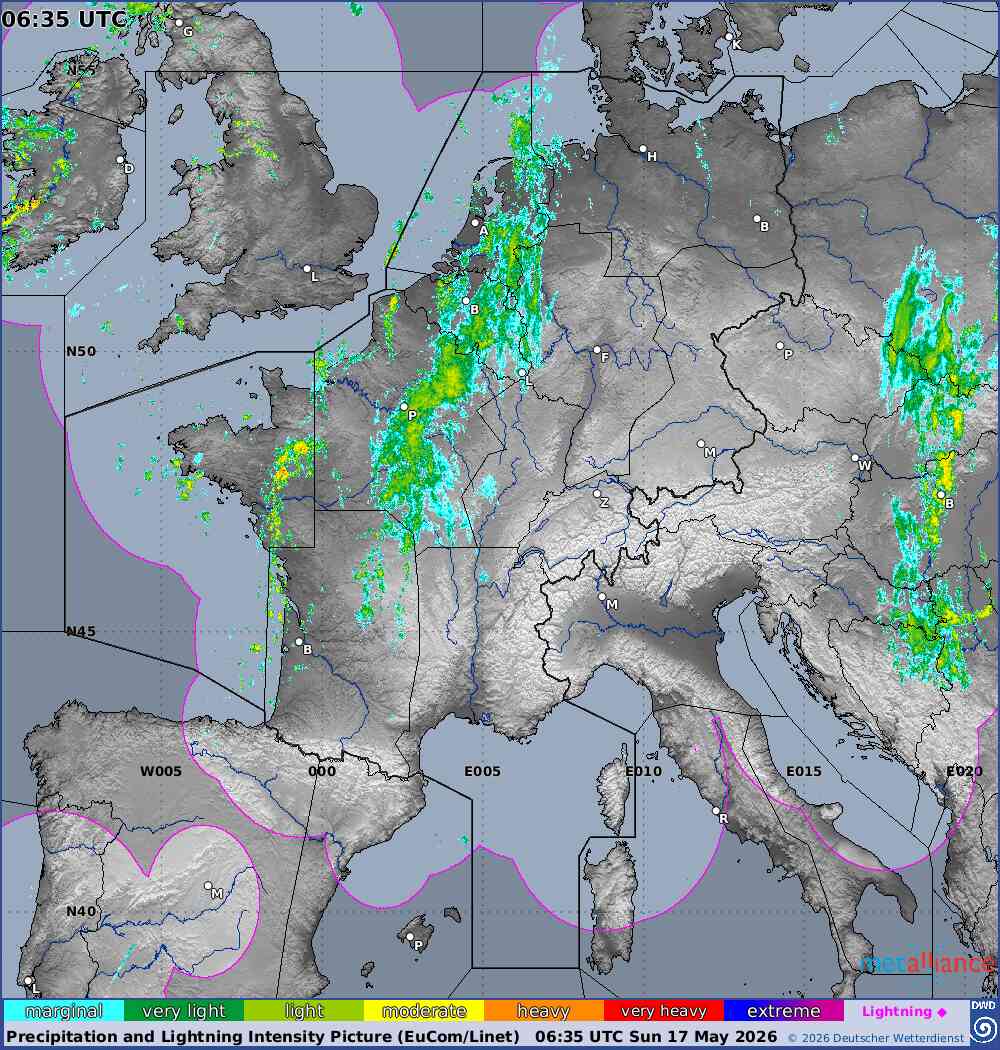 06:35 UTC
G
K
N55
H
D
A
B
L
B
N50
F
P
L
P
M
W
Z
B
M
N45
B
W005
000
E005
E010
E015
E020
R
M
N40
P
L
metalliance
marginal very light light moderate heavy very heavy extreme Lightning ◆ DWD
Precipitation and Lightning Intensity Picture (EuCom/Linet) 06:35 UTC Sun 17 May 2026 © 2026 Deutscher Wetterdienst